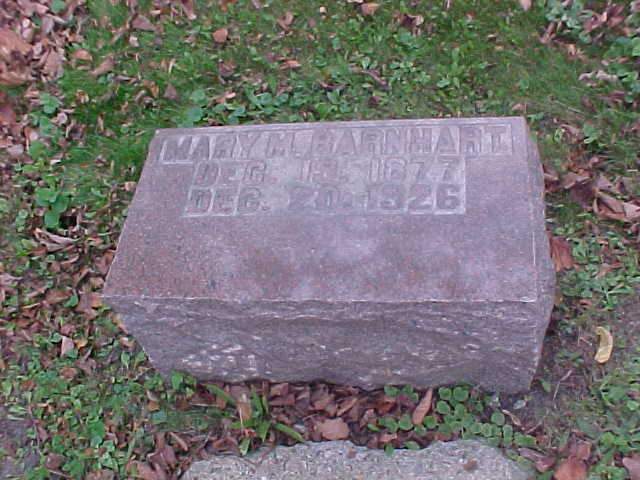 MARY M. BARNHART
DEC. 1877
DEC. 20. 1926